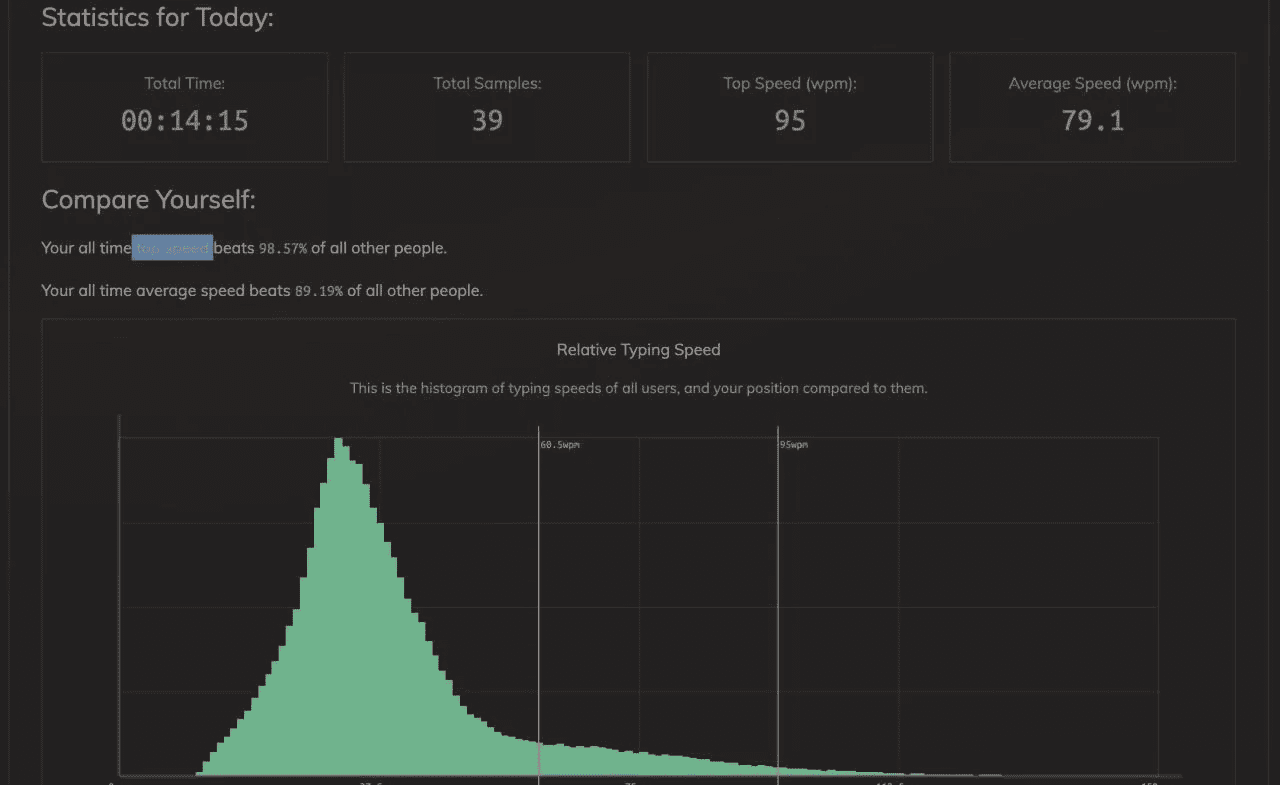 Statistics for Today:
Total Time:
00:14:15
Total Samples:
39
Top Speed (wpm):
95
Average Speed (wpm):
79.1
Compare Yourself:
Your all time top speed beats 98.57% of all other people.
Your all time average speed beats 89.19% of all other people.
Relative Typing Speed
This is the histogram of typing speeds of all users, and your position compared to them.
60.5wpm
95wpm